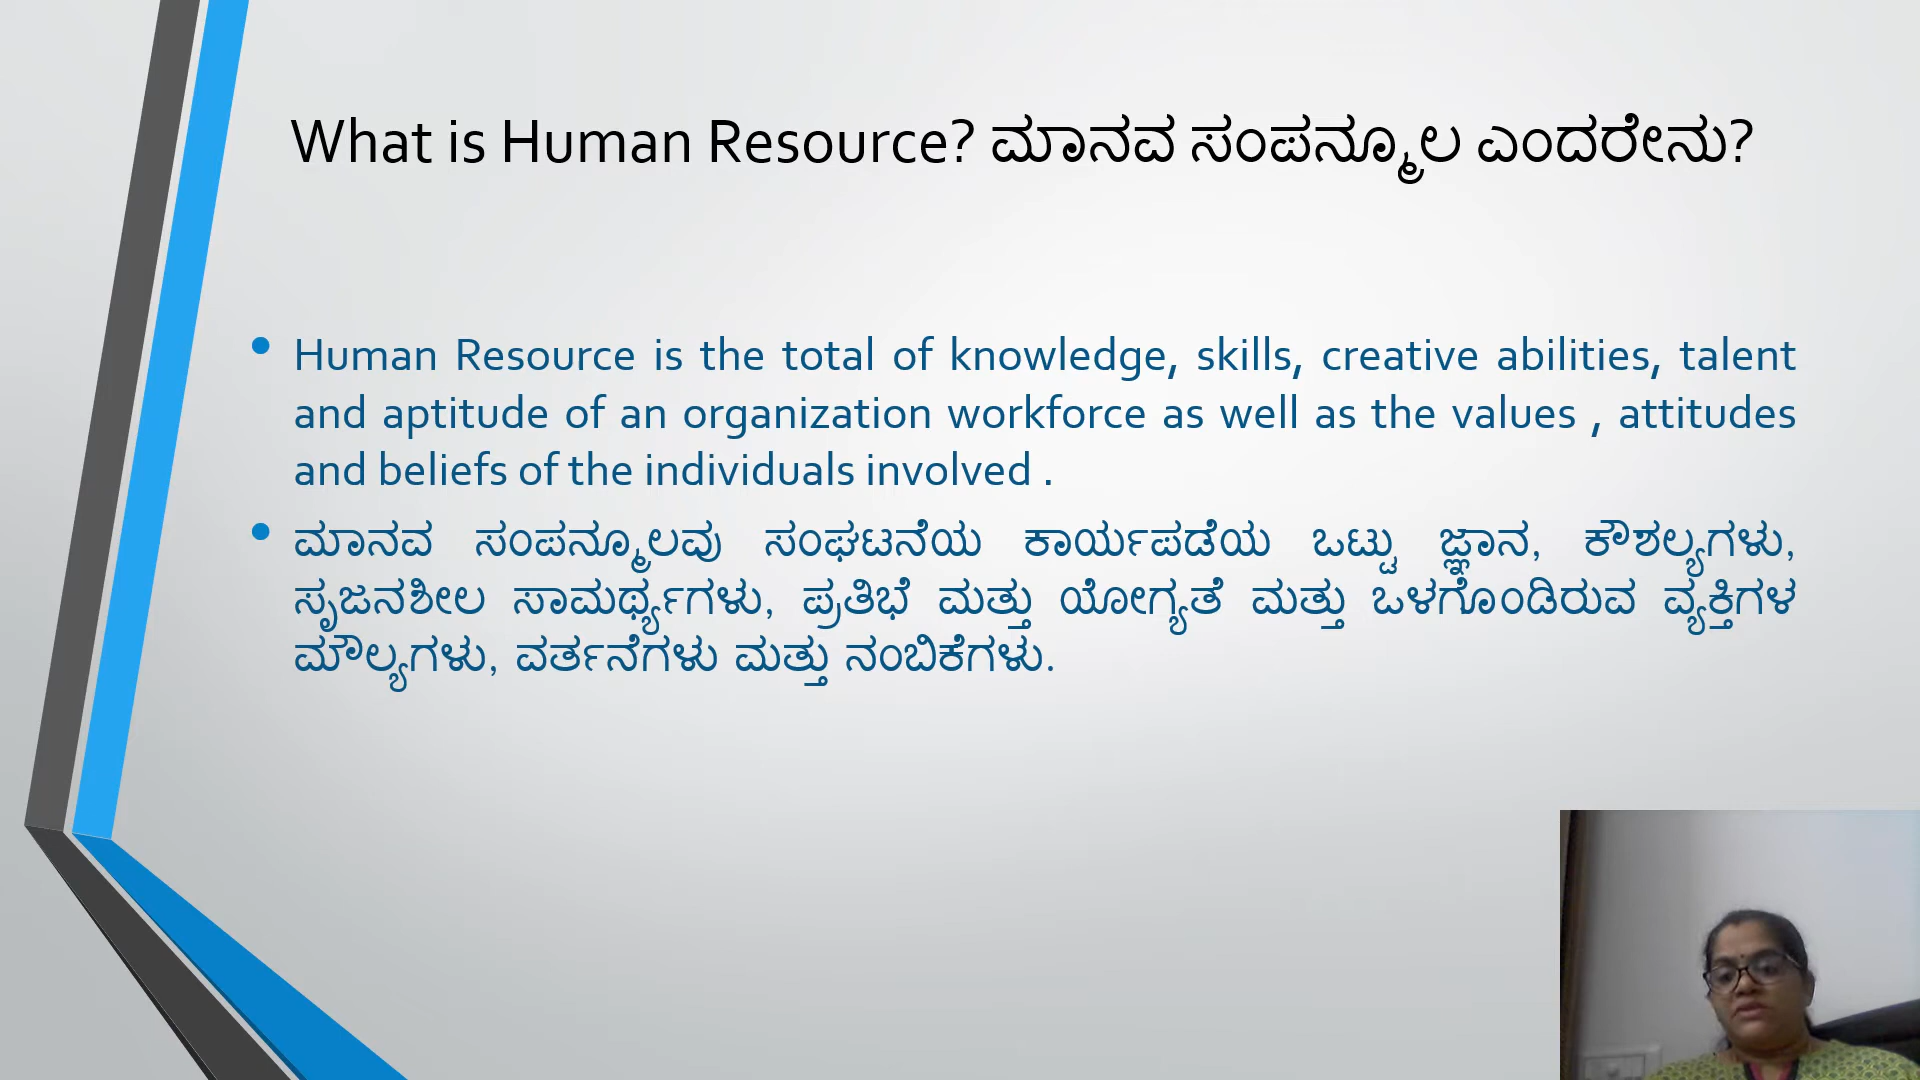 What is Human Resource? ಮಾನವ ಸಂಪನ್ಮೂಲ ಎಂದರೇನು?
• Human Resource is the total of knowledge, skills, creative abilities, talent
and aptitude of an organization workforce as well as the values , attitudes
and beliefs of the individuals involved .
• ಮಾನವ ಸಂಪನ್ಮೂಲವು ಸಂಘಟನೆಯ ಕಾರ್ಯಪಡೆಯ ಒಟ್ಟು ಜ್ಞಾನ, ಕೌಶಲ್ಯಗಳು,
ಸೃಜನಶೀಲ ಸಾಮರ್ಥ್ಯಗಳು, ಪ್ರತಿಭೆ ಮತ್ತು ಯೋಗ್ಯತೆ ಮತ್ತು ಒಳಗೊಂಡಿರುವ ವ್ಯಕ್ತಿಗಳ
ಮೌಲ್ಯಗಳು, ವರ್ತನೆಗಳು ಮತ್ತು ನಂಬಿಕೆಗಳು.